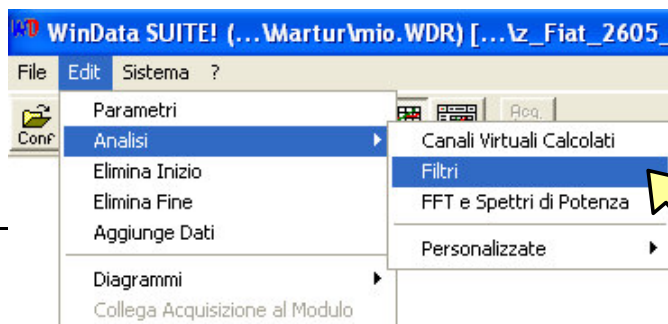 WinData SUITE! (...\Martur\mio.WDR) [...\z_Fiat_2605_
File Edit Sistema ?
Conf
Acq.
Parametri
Analisi
Elimina Inizio
Elimina Fine
Aggiunge Dati
Diagrammi
Collega Acquisizione al Modulo
Canali Virtuali Calcolati
Filtri
FFT e Spettri di Potenza
Personalizzate